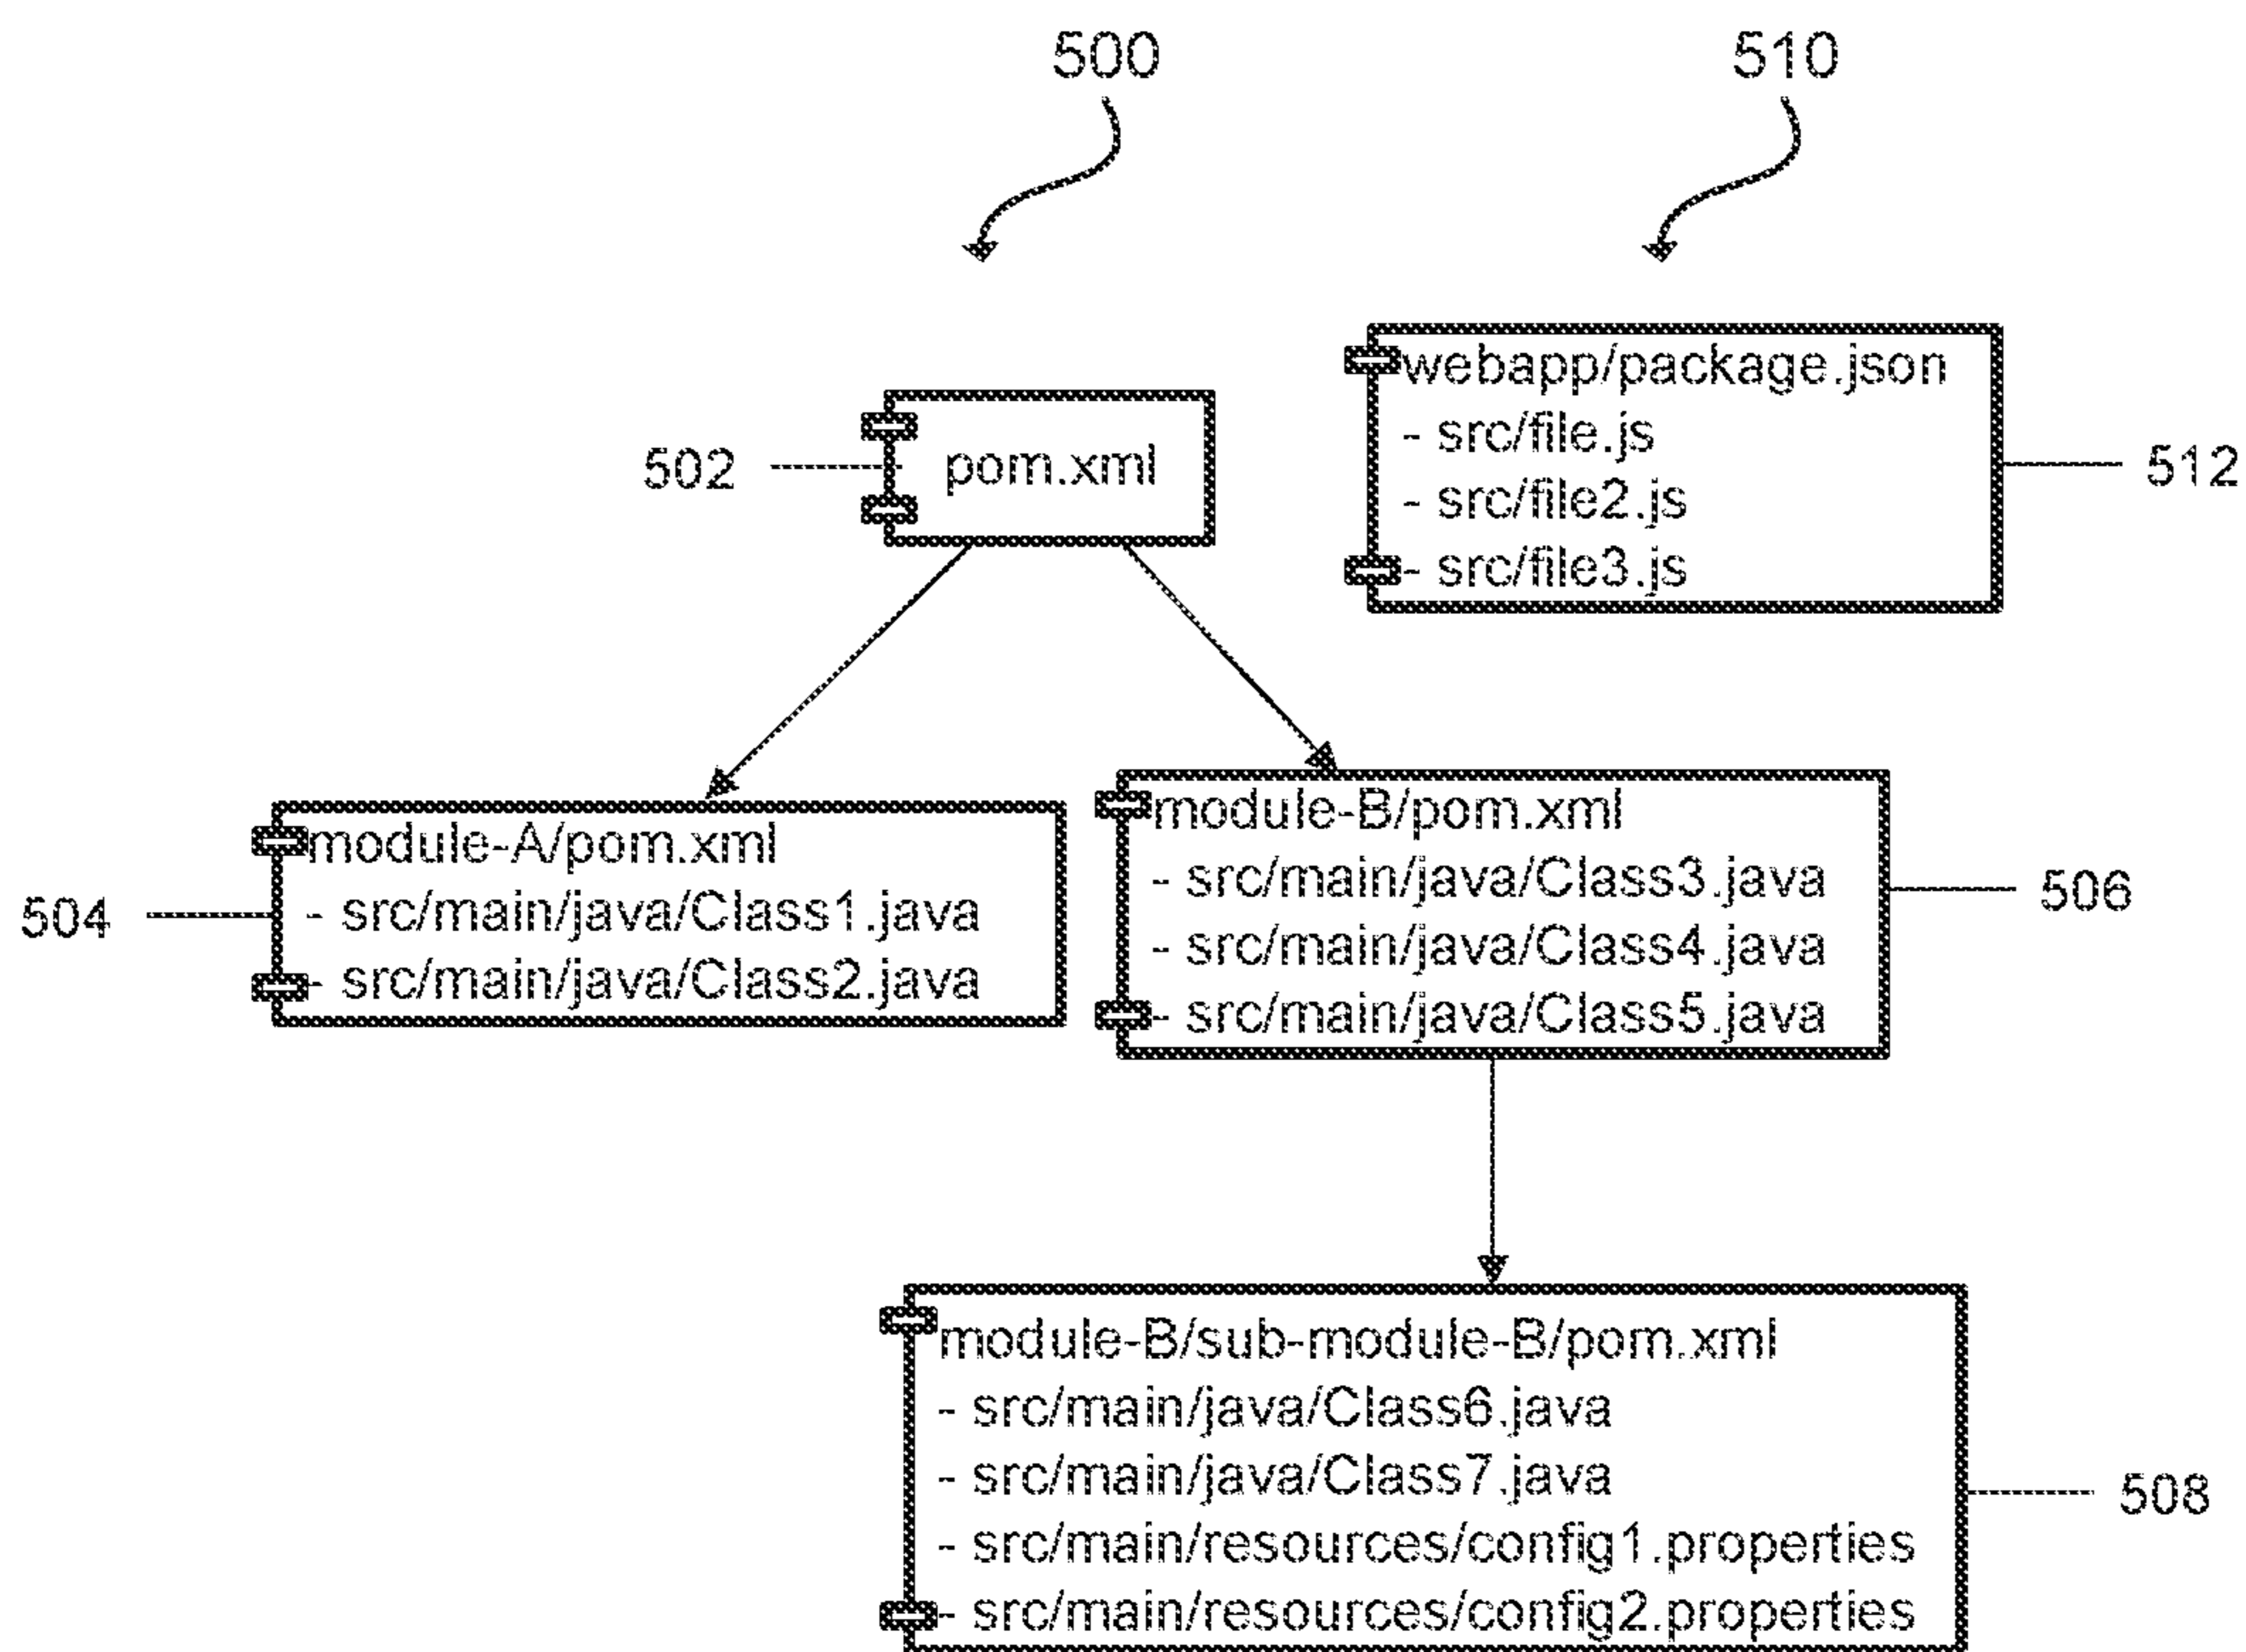 500
510
webapp/package.json
- src/file.js
- src/file2.js
- src/file3.js
512
502
pom.xml
504
module-A/pom.xml
- src/main/java/Class1.java
- src/main/java/Class2.java
module-B/pom.xml
- src/main/java/Class3.java
- src/main/java/Class4.java
- src/main/java/Class5.java
506
module-B/sub-module-B/pom.xml
- src/main/java/Class6.java
- src/main/java/Class7.java
- src/main/resources/config1.properties
- src/main/resources/config2.properties
508